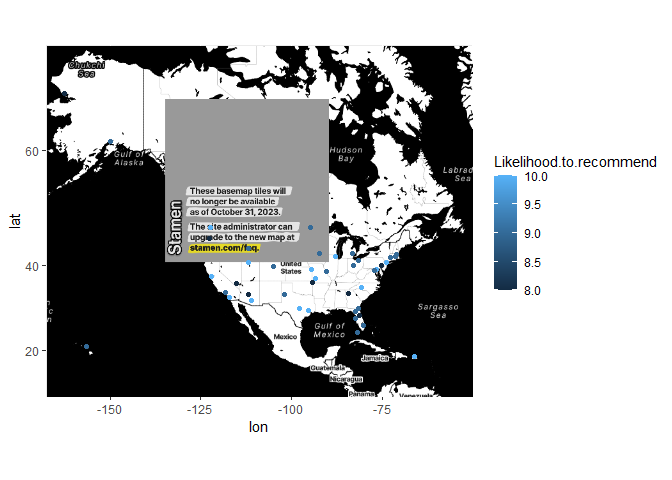 Chukchi
Sea
Gulf of
Alaska
Hudson
Bay
Labrad
Sea
Stamen
These basemap tiles will
no longer be available
as of October 31, 2023.
The site administrator can
upgrade to the new map at
stamen.com/faq.
United
States
Sargasso
Sea
Gulf of
Mexico
Mexico
Jamaica
Guatemala
Nicaragua
Panama
Venezuela
60
40
20
lat
-150
-125
-100
-75
lon
Likelihood.to.recommend
10.0
9.5
9.0
8.5
8.0